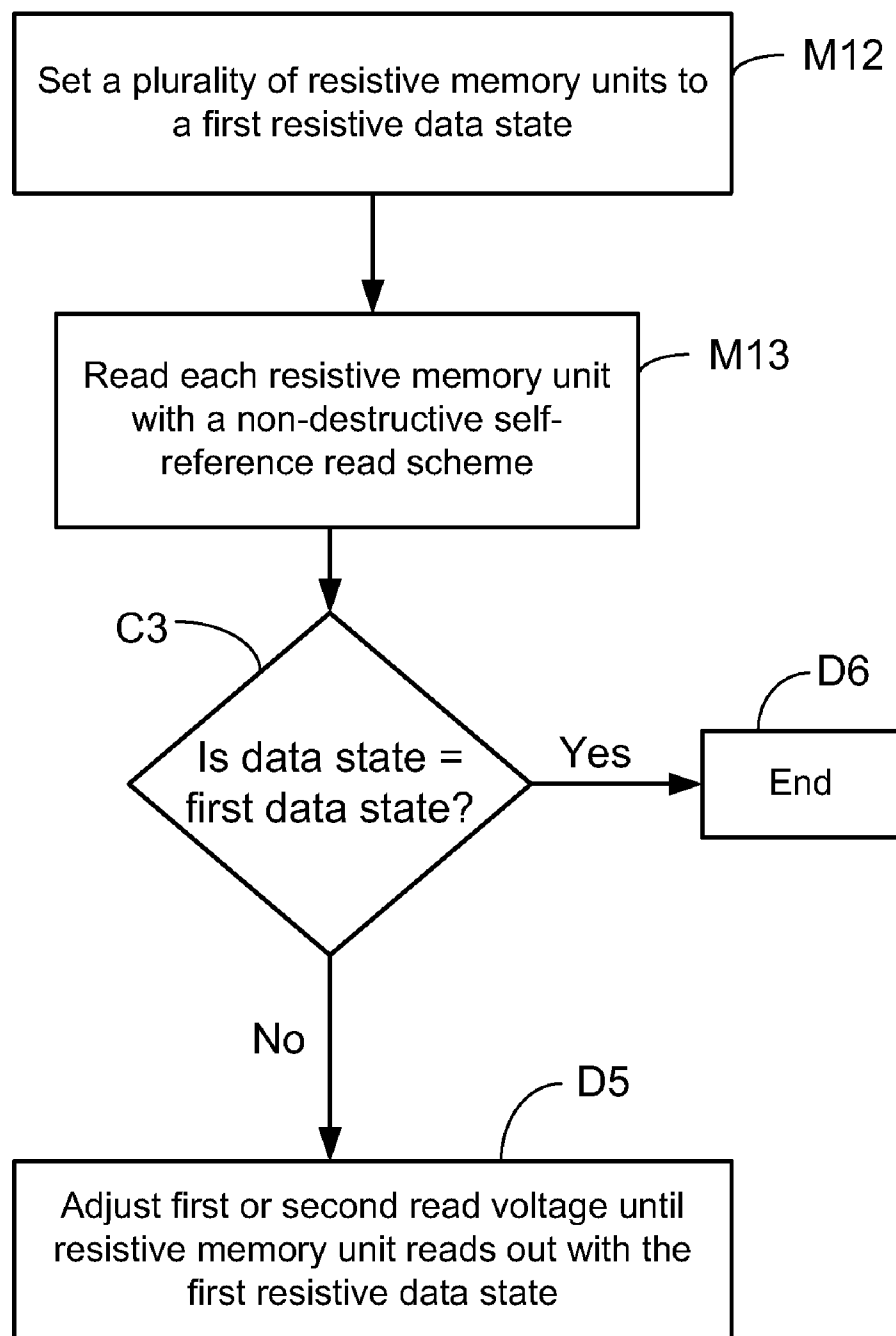 Set a plurality of resistive memory units to
a first resistive data state
M12
Read each resistive memory unit
with a non-destructive self-
reference read scheme
M13
C3
Is data state =
first data state?
Yes
D6
End
No
D5
Adjust first or second read voltage until
resistive memory unit reads out with the
first resistive data state